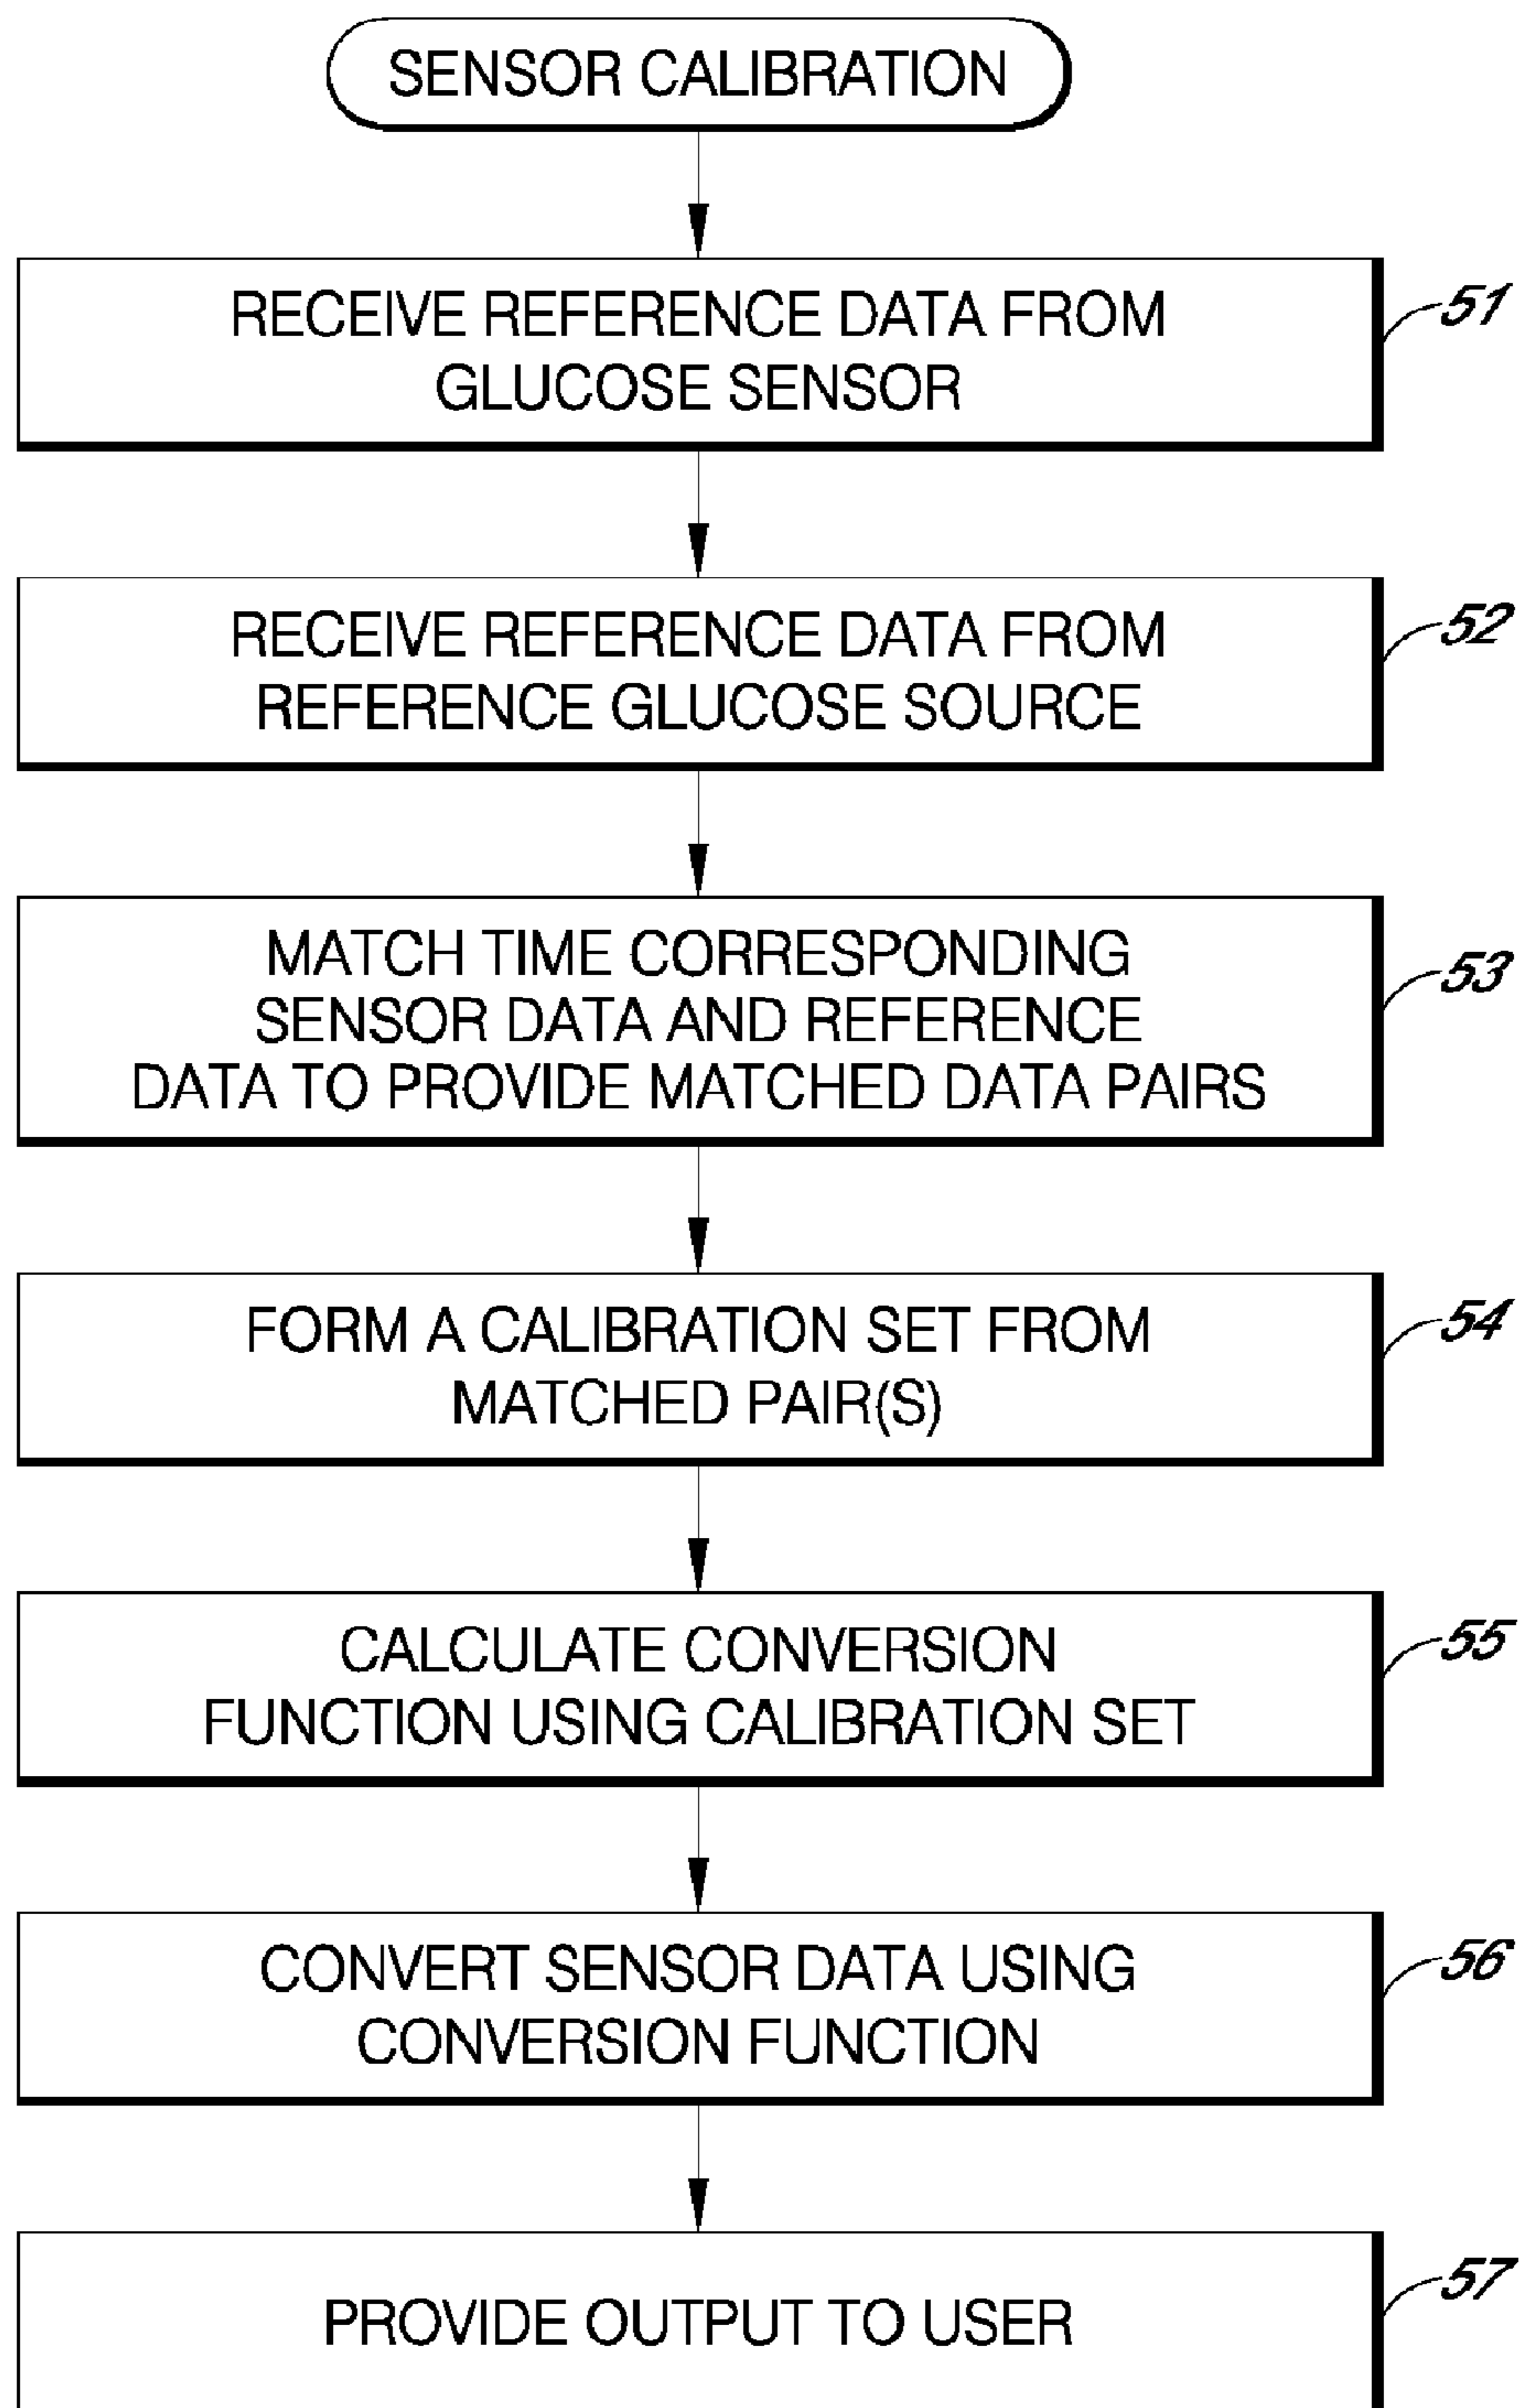 SENSOR CALIBRATION
RECEIVE REFERENCE DATA FROM
GLUCOSE SENSOR
51
RECEIVE REFERENCE DATA FROM
REFERENCE GLUCOSE SOURCE
52
MATCH TIME CORRESPONDING
SENSOR DATA AND REFERENCE
DATA TO PROVIDE MATCHED DATA PAIRS
53
FORM A CALIBRATION SET FROM
MATCHED PAIR(S)
54
CALCULATE CONVERSION
FUNCTION USING CALIBRATION SET
55
CONVERT SENSOR DATA USING
CONVERSION FUNCTION
56
PROVIDE OUTPUT TO USER
57